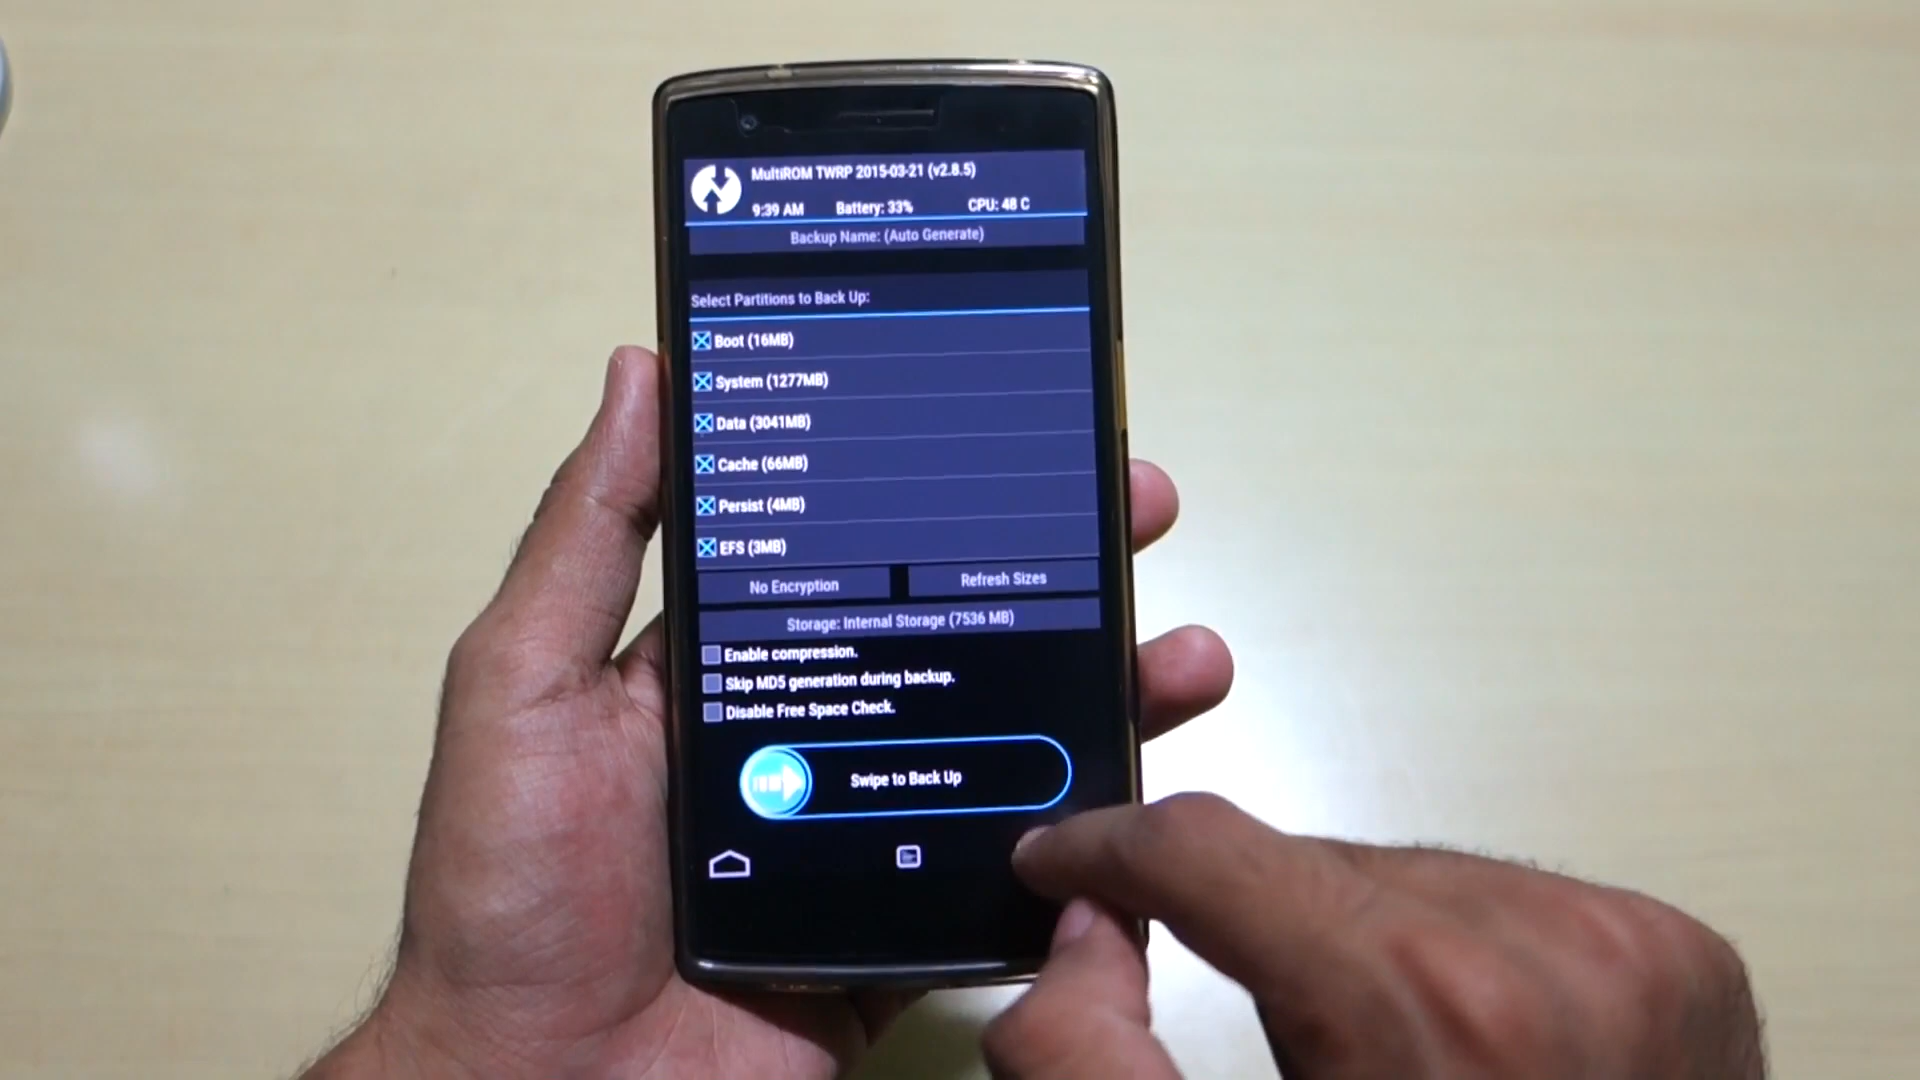 MultiROM TWRP 2015-03-21 (v2.8.5)
9:39 AM Battery: 33% CPU: 48 C
Backup Name: (Auto Generate)
Select Partitions to Back Up:
Boot (16MB)
System (1277MB)
Data (3041MB)
Cache (66MB)
Persist (4MB)
EFS (3MB)
No Encryption Refresh Sizes
Storage: Internal Storage (7536 MB)
Enable compression.
Skip MD5 generation during backup.
Disable Free Space Check.
Swipe to Back Up